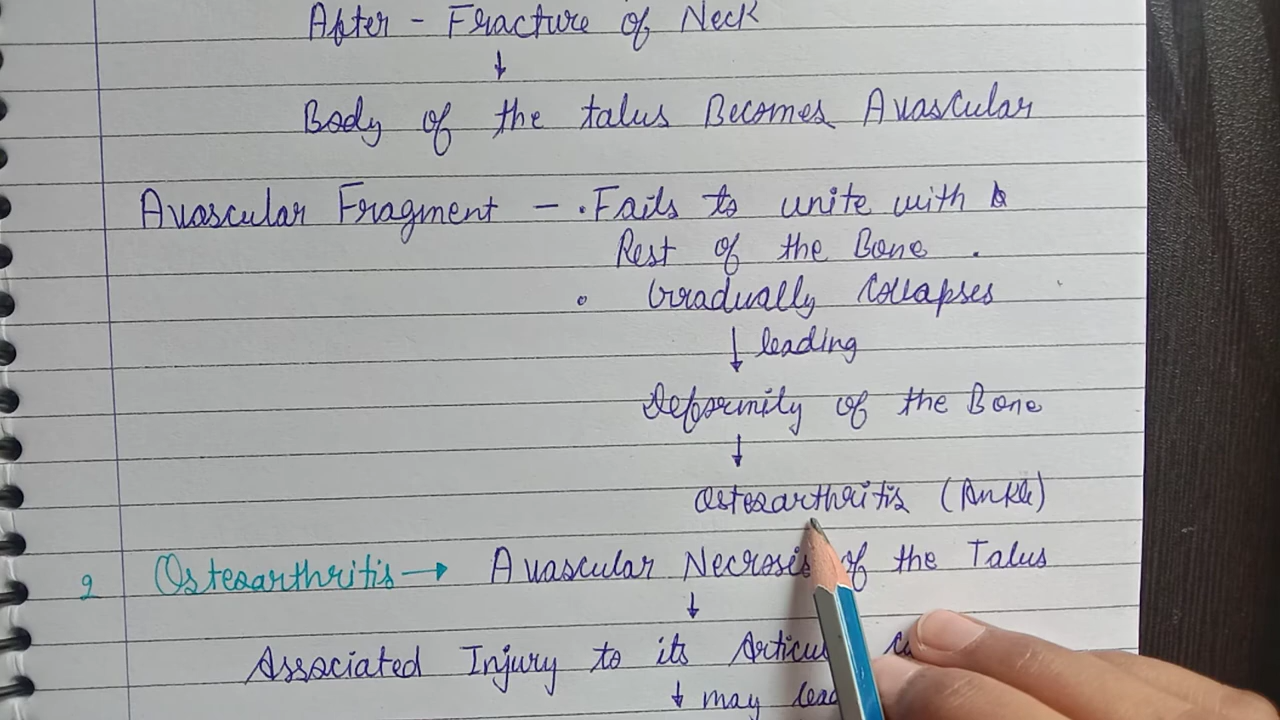 After - Fracture of Neck
↓
Body of the talus Becomes Avascular
Avascular Fragment - . Fails to unite with
Rest of the Bone .
o Gradually Collapses
↓ leading
Deformity of the Bone
↓
Osteoarthritis (Ankle)
2 Osteoarthritis → Avascular Necrosis of the Talus
↓
Associated Injury to its
↓ may lead